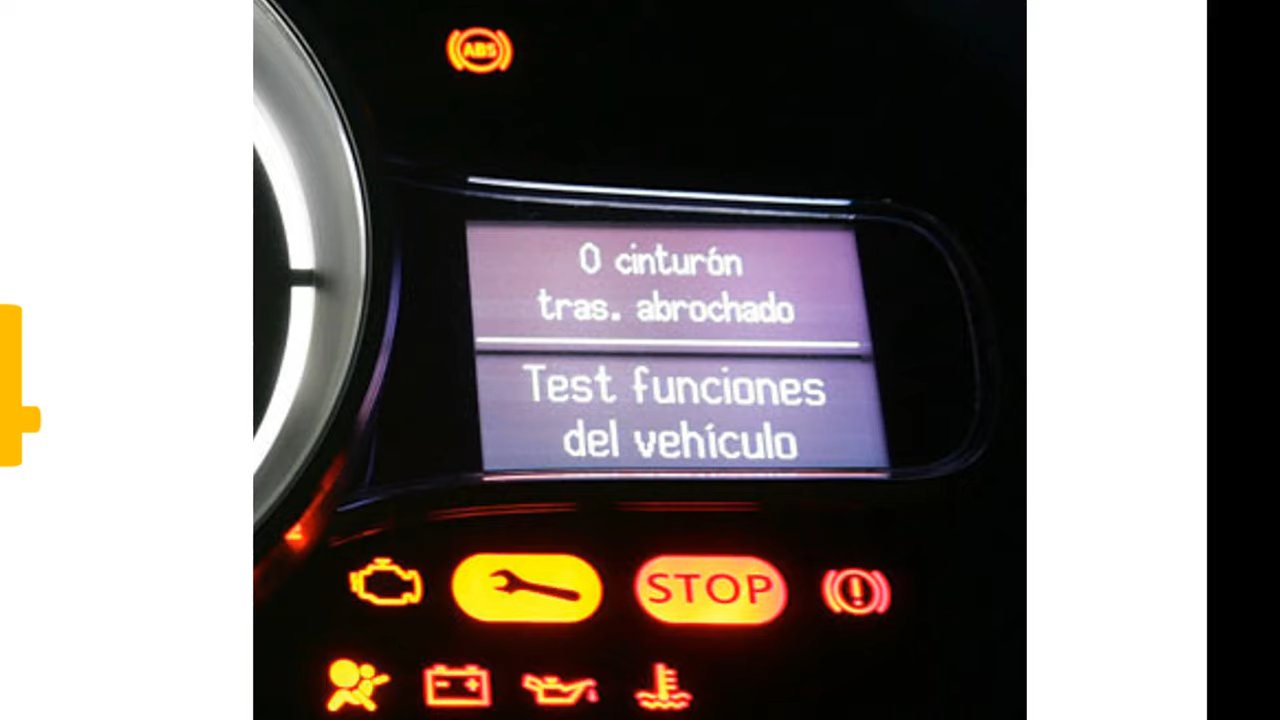 ABS
0 cinturón
tras. abrochado
Test funciones
del vehículo
STOP